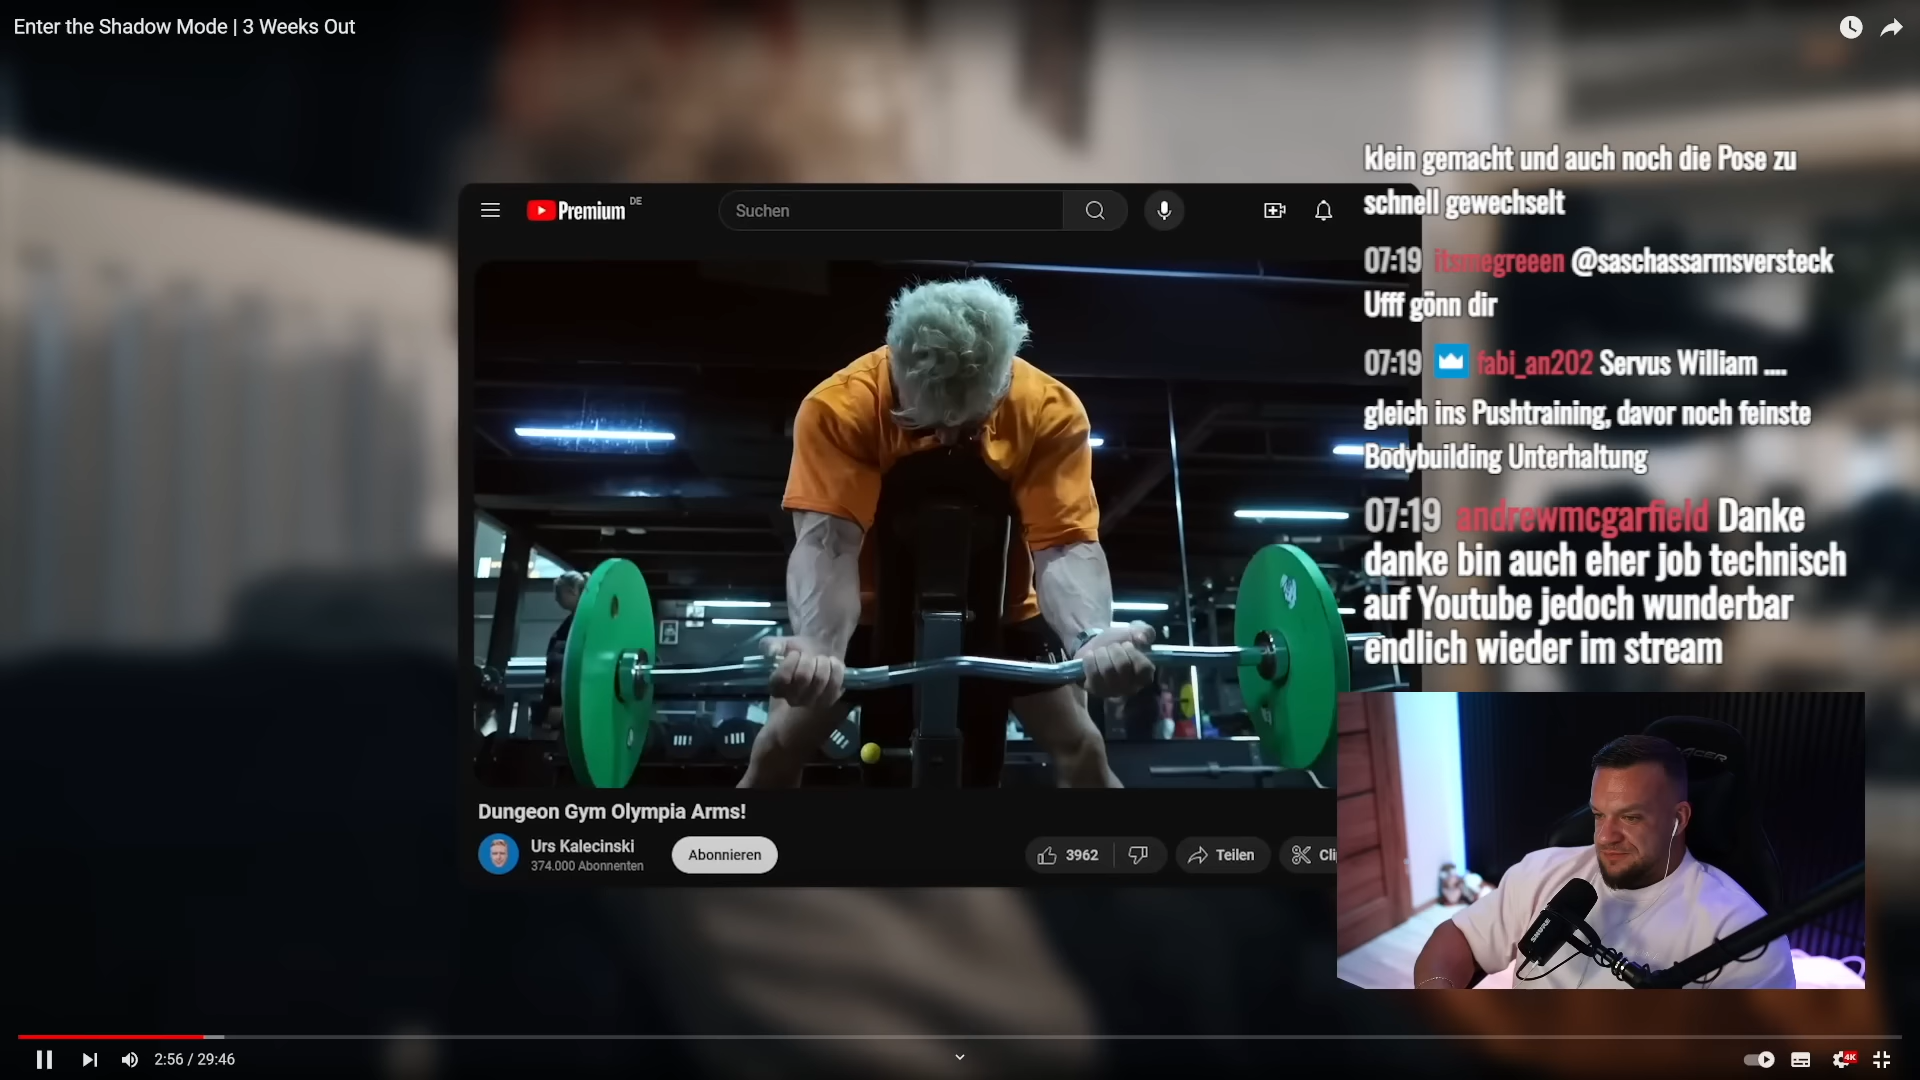 Enter the Shadow Mode | 3 Weeks Out
klein gemacht und auch noch die Pose zu
schnell gewechselt
Premium DE
Suchen
07:19 itsmegreeen @saschassarmsversteck
Ufff gönn dir
07:19 fabi_an202 Servus William ....
gleich ins Pushtraining, davor noch feinste
Bodybuilding Unterhaltung
07:19 andrewmcgarfield Danke
danke bin auch eher job technisch
auf Youtube jedoch wunderbar
endlich wieder im stream
Dungeon Gym Olympia Arms!
Urs Kalecinski
374.000 Abonnenten
Abonnieren
3962
Teilen
SHURE
2:56 / 29:46
4K